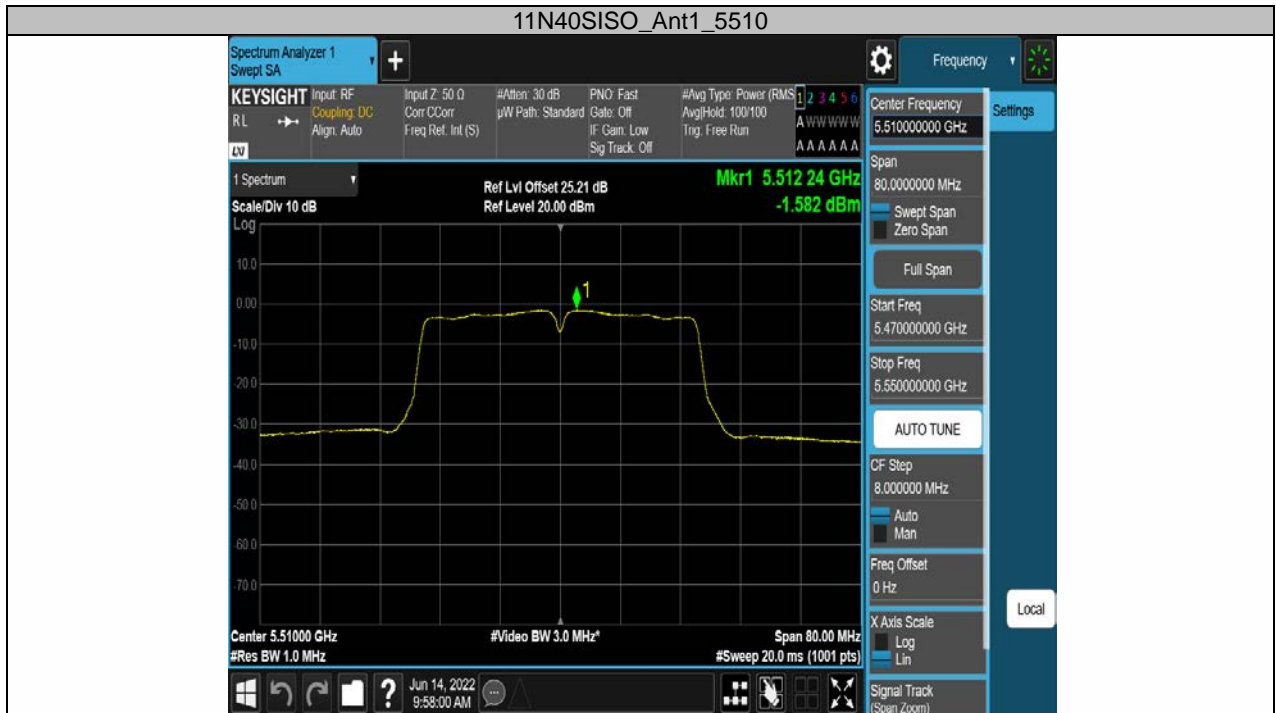 11N40SISO_Ant1_5510
Spectrum Analyzer 1
Swept SA
+
Frequency
KEYSIGHT
RL
LXI
Input: RF
Coupling: DC
Align: Auto
Input Z: 50 Ω
Corr CCorr
Freq Ref: Int (S)
#Atten: 30 dB
µW Path: Standard
PNO: Fast
Gate: Off
IF Gain: Low
Sig Track: Off
#Avg Type: Power (RMS
Avg|Hold: 100/100
Trig: Free Run
1 2 3 4 5 6
A W W W W W
A A A A A A
1 Spectrum
Scale/Div 10 dB
Ref Lvl Offset 25.21 dB
Ref Level 20.00 dBm
Mkr1 5.512 24 GHz
-1.582 dBm
Log
10.0
0.00
-10.0
-20.0
-30.0
-40.0
-50.0
-60.0
-70.0
1
Center 5.51000 GHz
#Res BW 1.0 MHz
#Video BW 3.0 MHz*
Span 80.00 MHz
#Sweep 20.0 ms (1001 pts)
Center Frequency
5.510000000 GHz
Settings
Span
80.0000000 MHz
Swept Span
Zero Span
Full Span
Start Freq
5.470000000 GHz
Stop Freq
5.550000000 GHz
AUTO TUNE
CF Step
8.000000 MHz
Auto
Man
Freq Offset
0 Hz
X Axis Scale
Log
Lin
Local
Signal Track
(Span Zoom)
?
Jun 14, 2022
9:58:00 AM